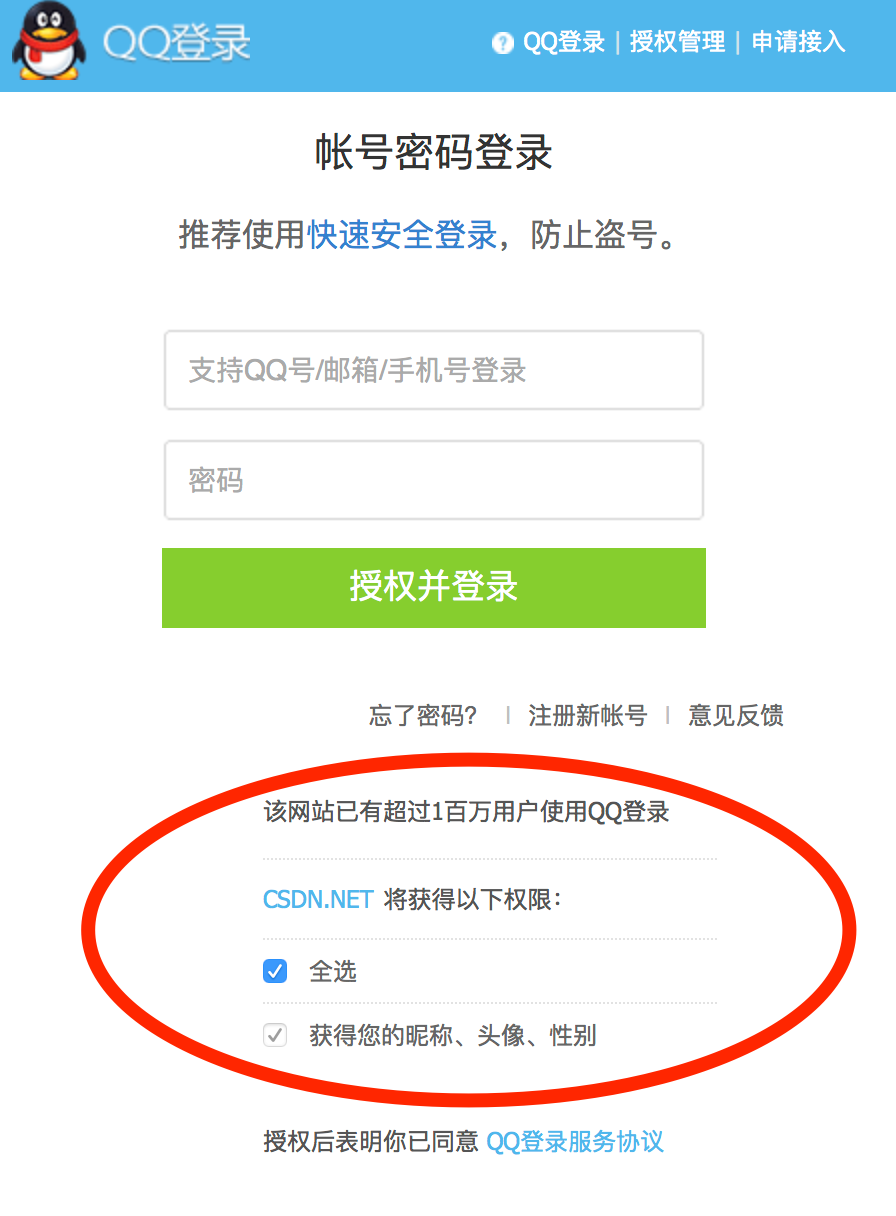 QQ登录
? QQ登录 | 授权管理 | 申请接入
帐号密码登录
推荐使用快速安全登录，防止盗号。
支持QQ号/邮箱/手机号登录
密码
授权并登录
忘了密码? | 注册新帐号 | 意见反馈
该网站已有超过1百万用户使用QQ登录
CSDN.NET 将获得以下权限：
全选
获得您的昵称、头像、性别
授权后表明你已同意 QQ登录服务协议